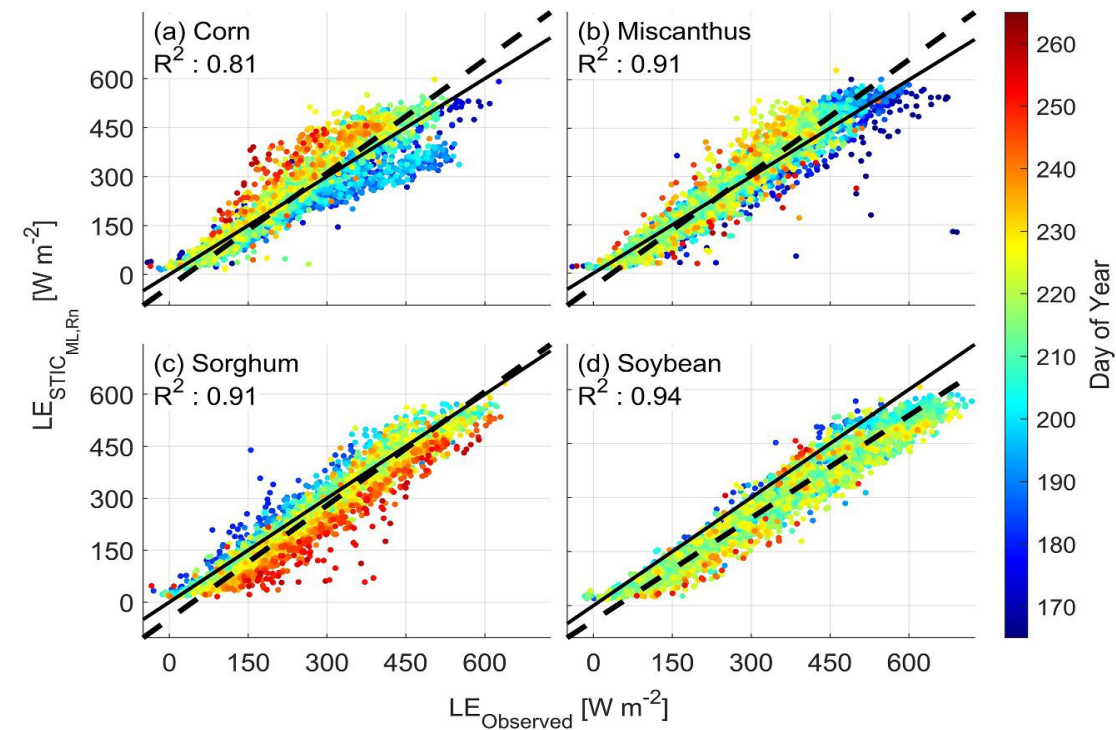 (a) Corn
R² : 0.81
(b) Miscanthus
R² : 0.91
600
450
300
150
0
(c) Sorghum
R² : 0.91
(d) Soybean
R² : 0.94
600
450
300
150
0
0 150 300 450 600
0 150 300 450 600
LE_STIC_ML,Rn [W m⁻²]
LE_Observed [W m⁻²]
260
250
240
230
220
210
200
190
180
170
Day of Year